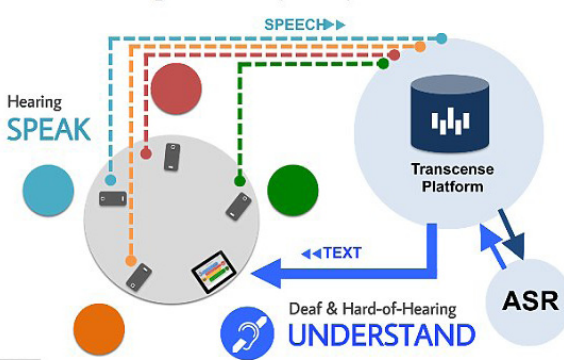 SPEECH▸▸
Hearing
SPEAK
Transcense
Platform
◂◂TEXT
ASR
Deaf & Hard-of-Hearing
UNDERSTAND